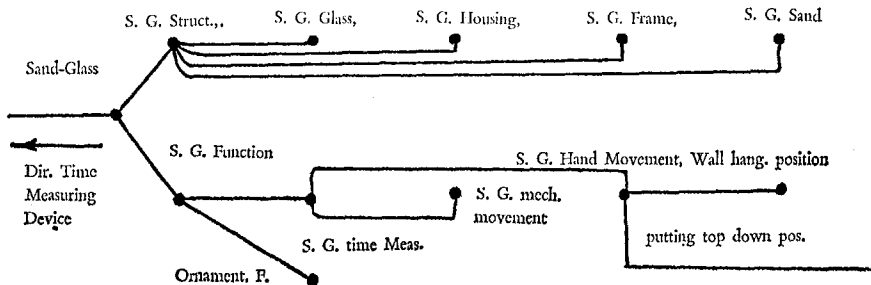 S. G. Struct.,. S. G. Glass, S. G. Housing, S. G. Frame, S. G. Sand
Sand-Glass
S. G. Function
S. G. Hand Movement, Wall hang. position
Dir. Time
Measuring
Device
S. G. mech.
movement
putting top down pos.
S. G. time Meas.
Ornament. F.